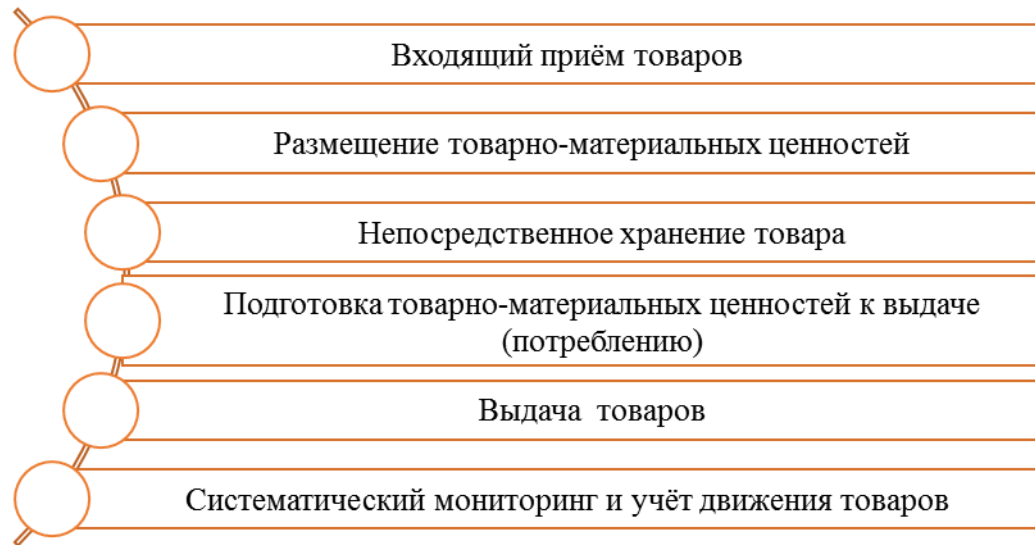 Входящий приём товаров
Размещение товарно-материальных ценностей
Непосредственное хранение товара
Подготовка товарно-материальных ценностей к выдаче
(потреблению)
Выдача товаров
Систематический мониторинг и учёт движения товаров